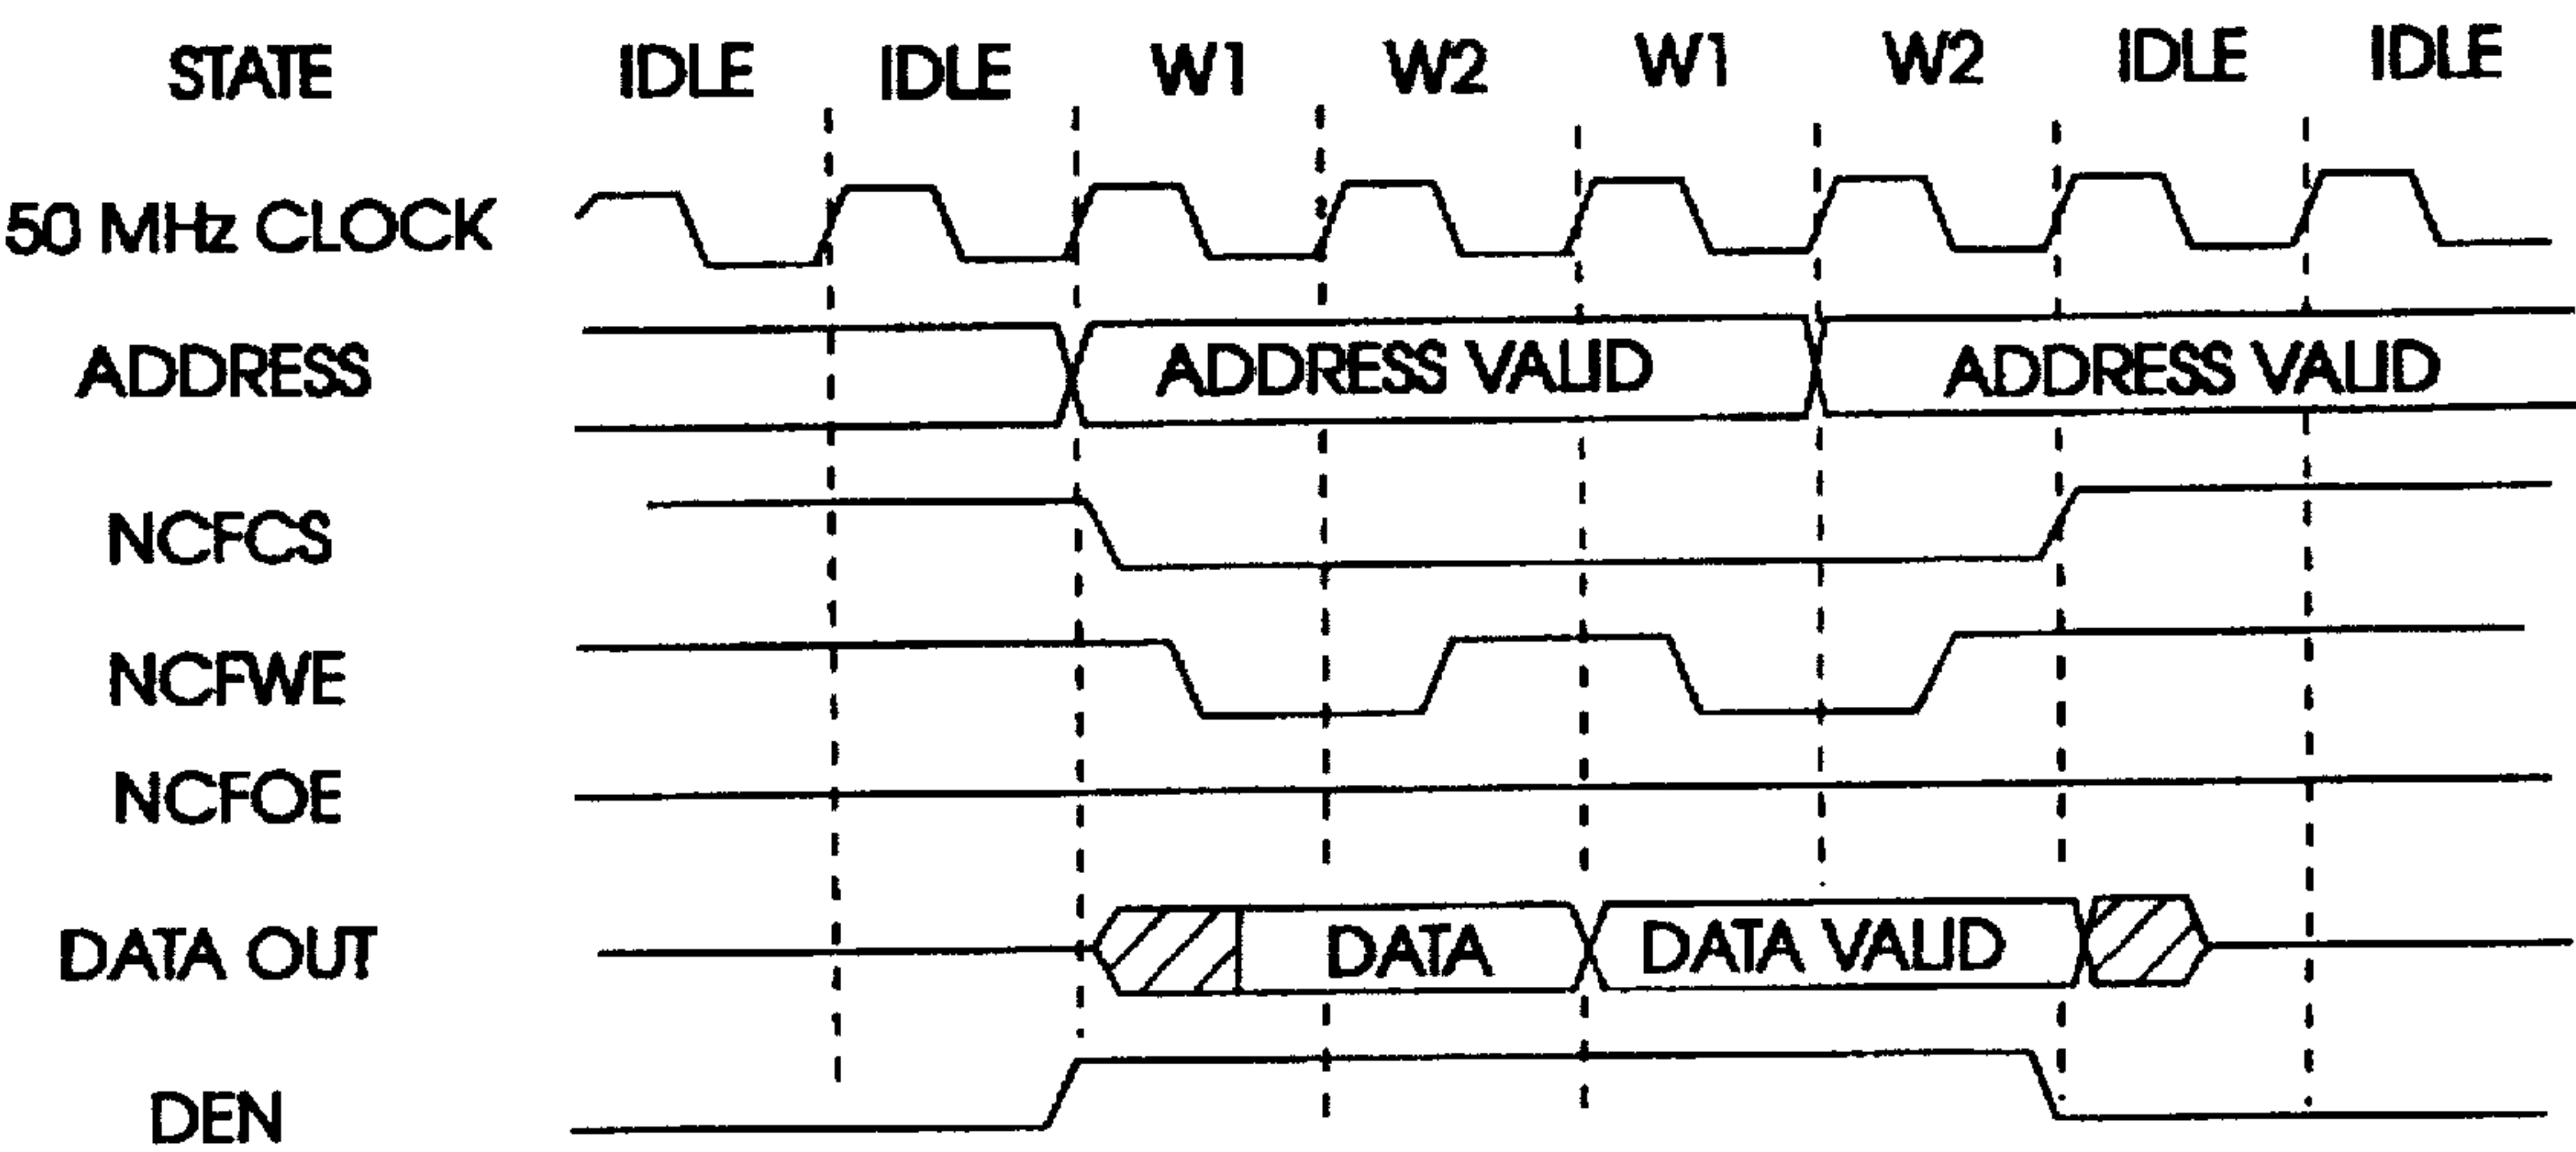 STATE IDLE IDLE W1 W2 W1 W2 IDLE IDLE
50 MHz CLOCK
ADDRESS ADDRESS VALID ADDRESS VALID
NCFCS
NCFWE
NCFOE
DATA OUT DATA DATA VALID
DEN